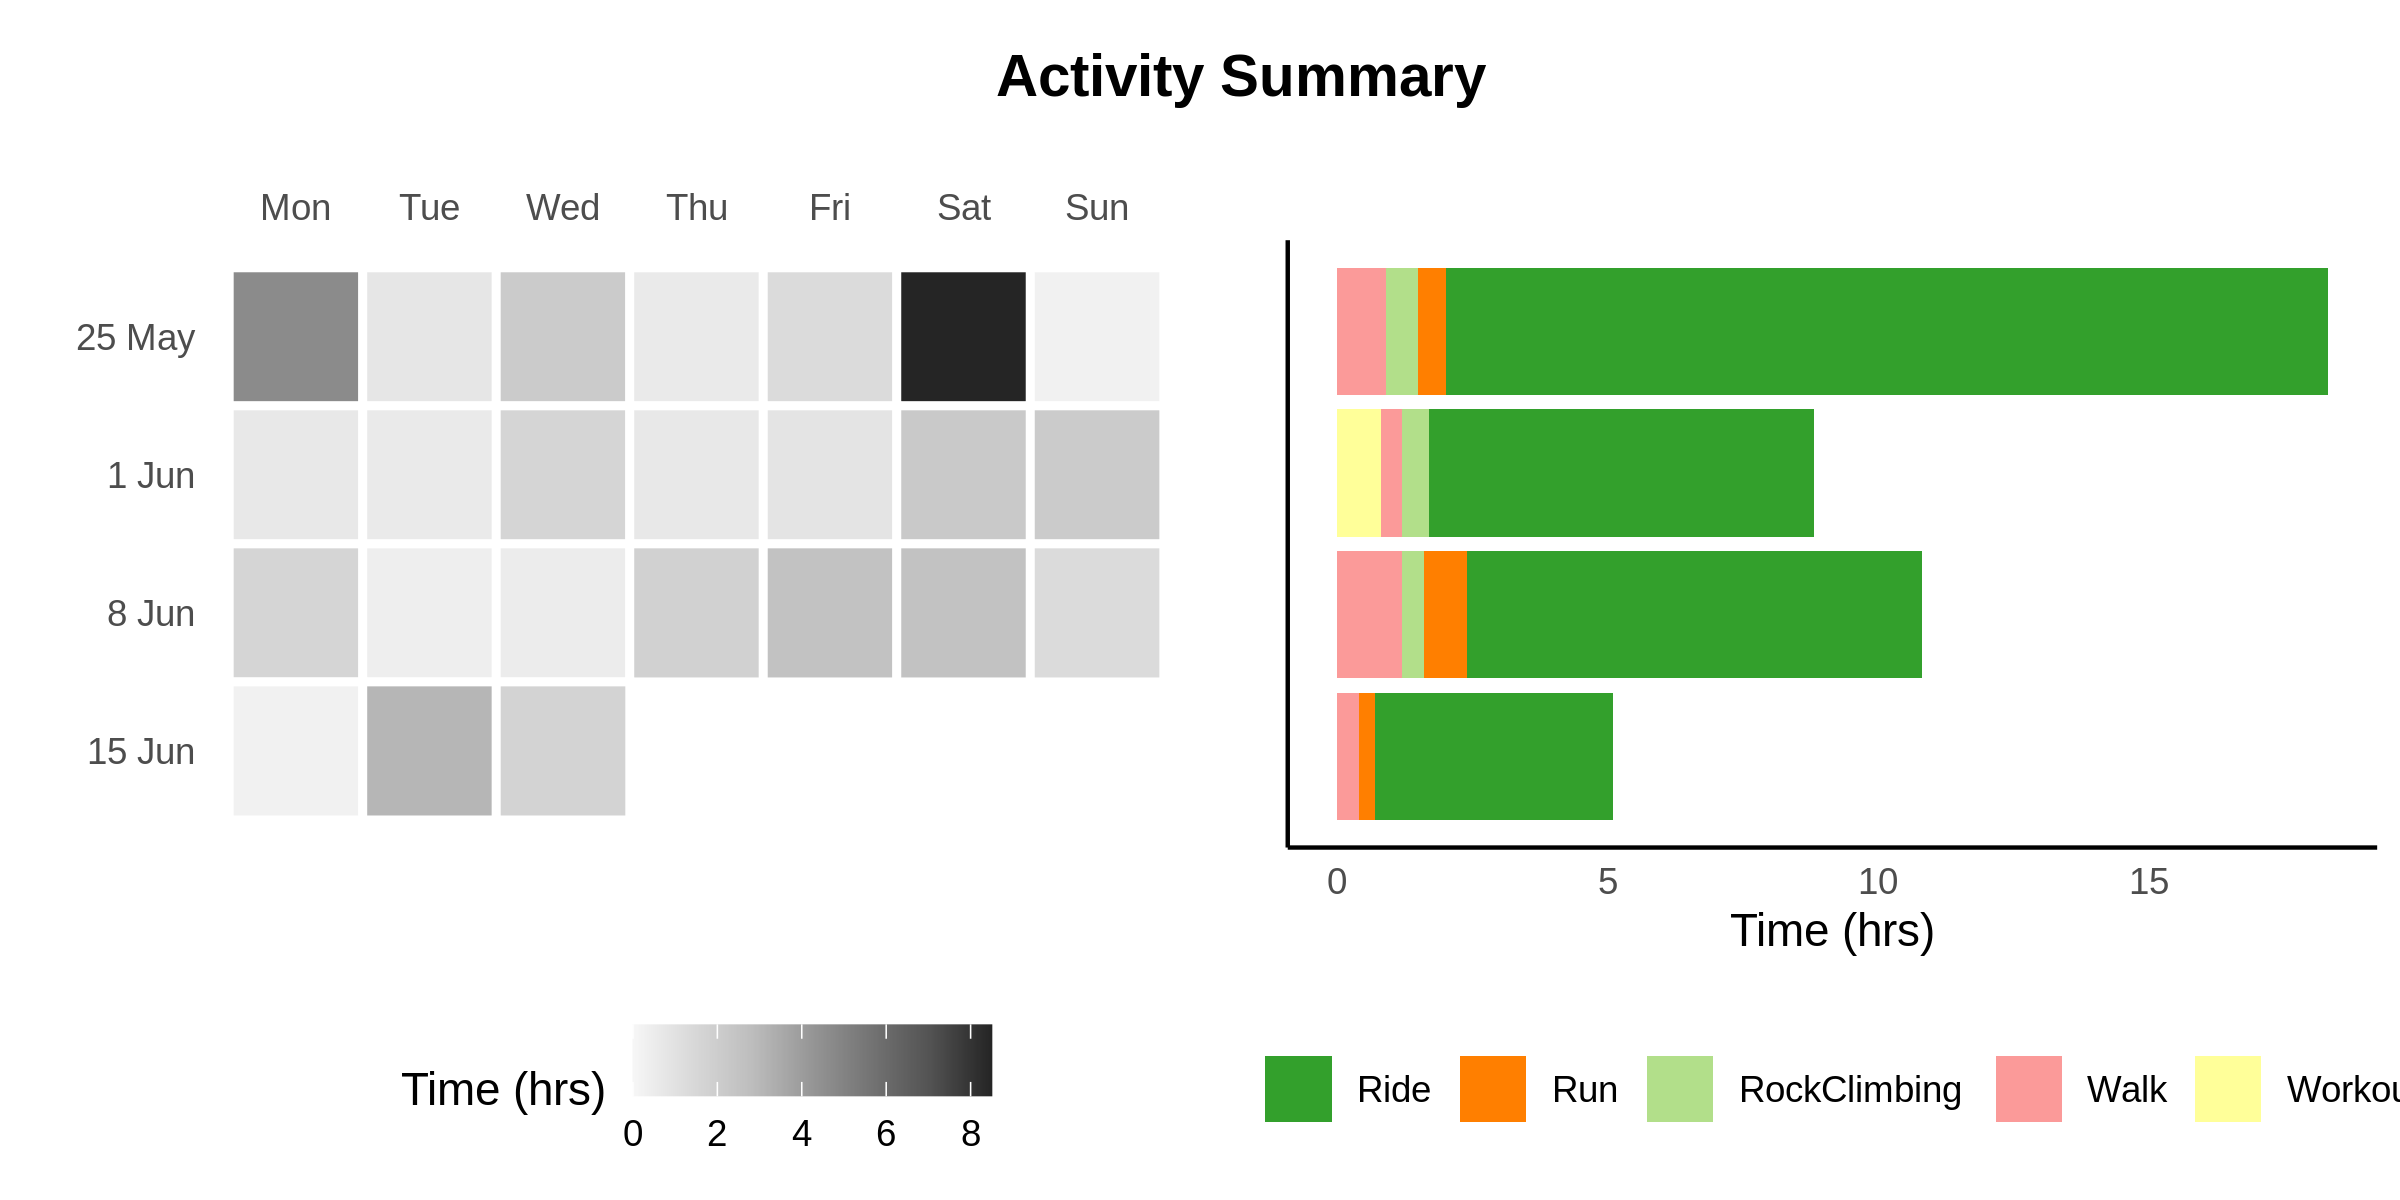 Activity Summary
Mon Tue Wed Thu Fri Sat Sun
25 May
1 Jun
8 Jun
15 Jun
0 5 10 15
Time (hrs)
Time (hrs)
0 2 4 6 8
Ride Run RockClimbing Walk Workou